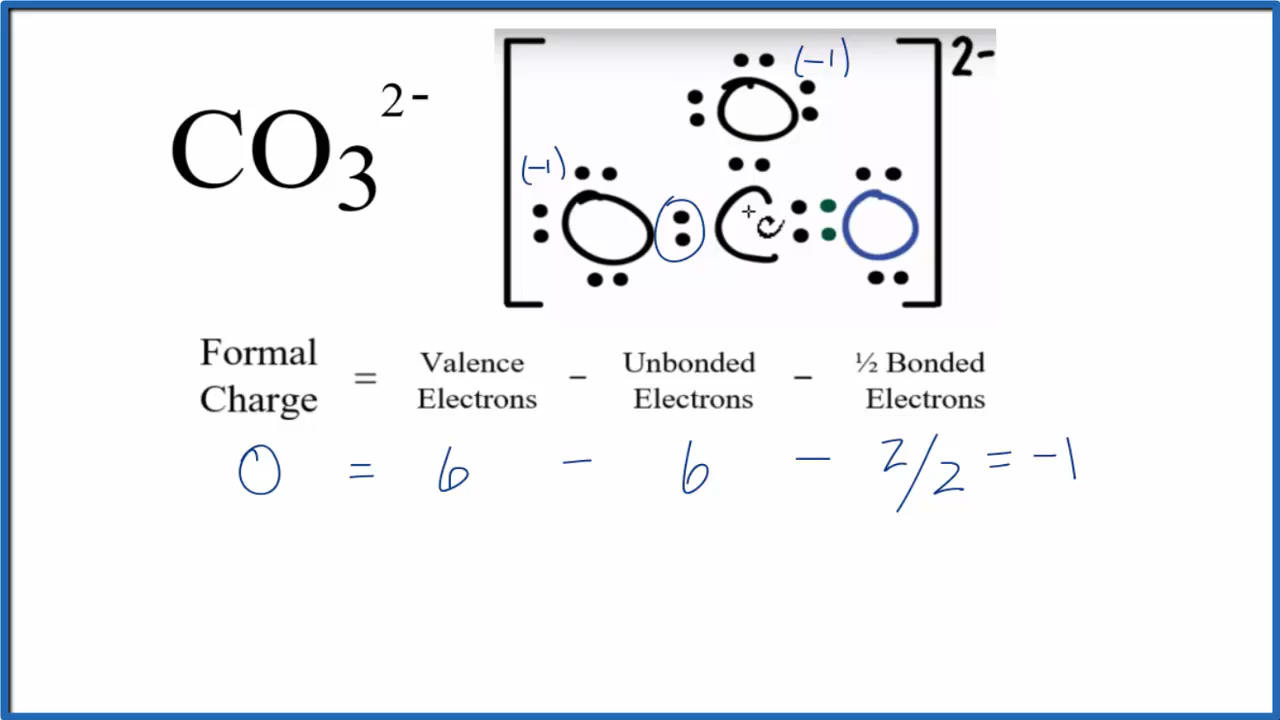 CO3 2-
(-1)
2-
(-1)
O
O C O
Formal Charge = Valence Electrons - Unbonded Electrons - ½ Bonded Electrons
O = 6 - 6 - 2/2 = -1